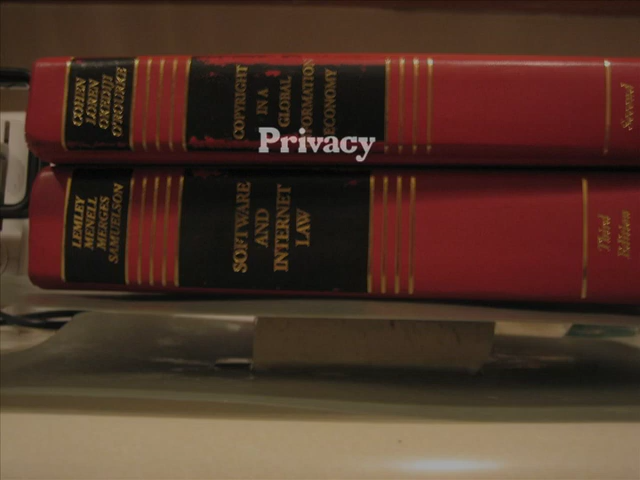 COHEN
LOREN
OKEDIJI
O'ROURKE
COPYRIGHT
IN A
GLOBAL
INFORMATION
ECONOMY
Second
Privacy
LEMLEY
MENELL
MERGES
SAMUELSON
SOFTWARE
AND
INTERNET
LAW
Third
Edition